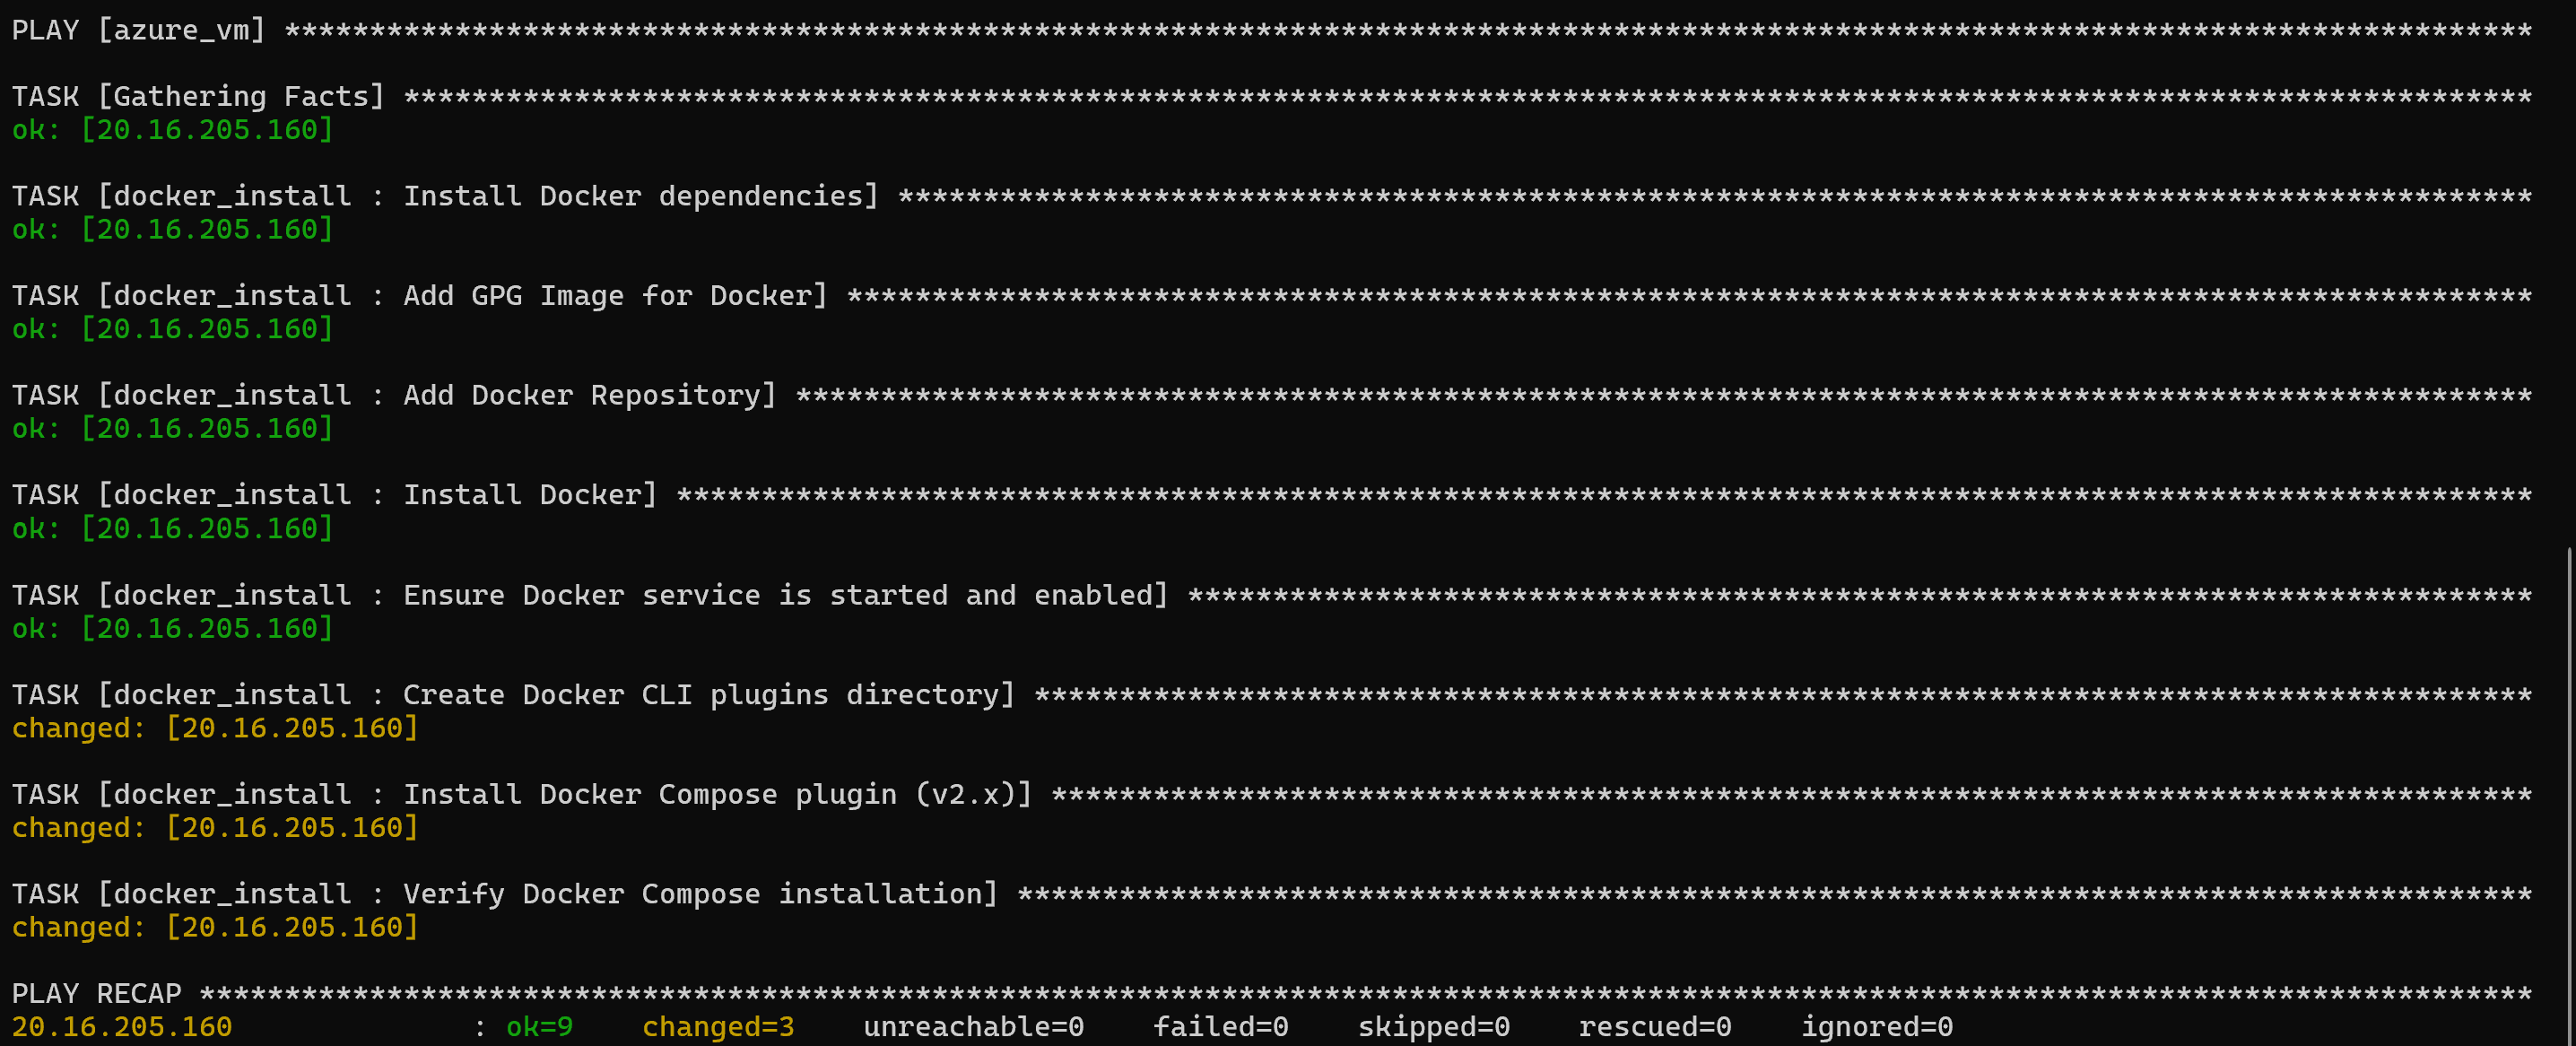 PLAY [azure_vm] ************************************************************************************************************************************
TASK [Gathering Facts] *****************************************************************************************************************************
ok: [20.16.205.160]
TASK [docker_install : Install Docker dependencies] ************************************************************************************************
ok: [20.16.205.160]
TASK [docker_install : Add GPG Image for Docker] ***************************************************************************************************
ok: [20.16.205.160]
TASK [docker_install : Add Docker Repository] ******************************************************************************************************
ok: [20.16.205.160]
TASK [docker_install : Install Docker] *************************************************************************************************************
ok: [20.16.205.160]
TASK [docker_install : Ensure Docker service is started and enabled] *******************************************************************************
ok: [20.16.205.160]
TASK [docker_install : Create Docker CLI plugins directory] ****************************************************************************************
changed: [20.16.205.160]
TASK [docker_install : Install Docker Compose plugin (v2.x)] ***************************************************************************************
changed: [20.16.205.160]
TASK [docker_install : Verify Docker Compose installation] *****************************************************************************************
changed: [20.16.205.160]
PLAY RECAP *****************************************************************************************************************************************
20.16.205.160              : ok=9    changed=3    unreachable=0    failed=0    skipped=0    rescued=0    ignored=0